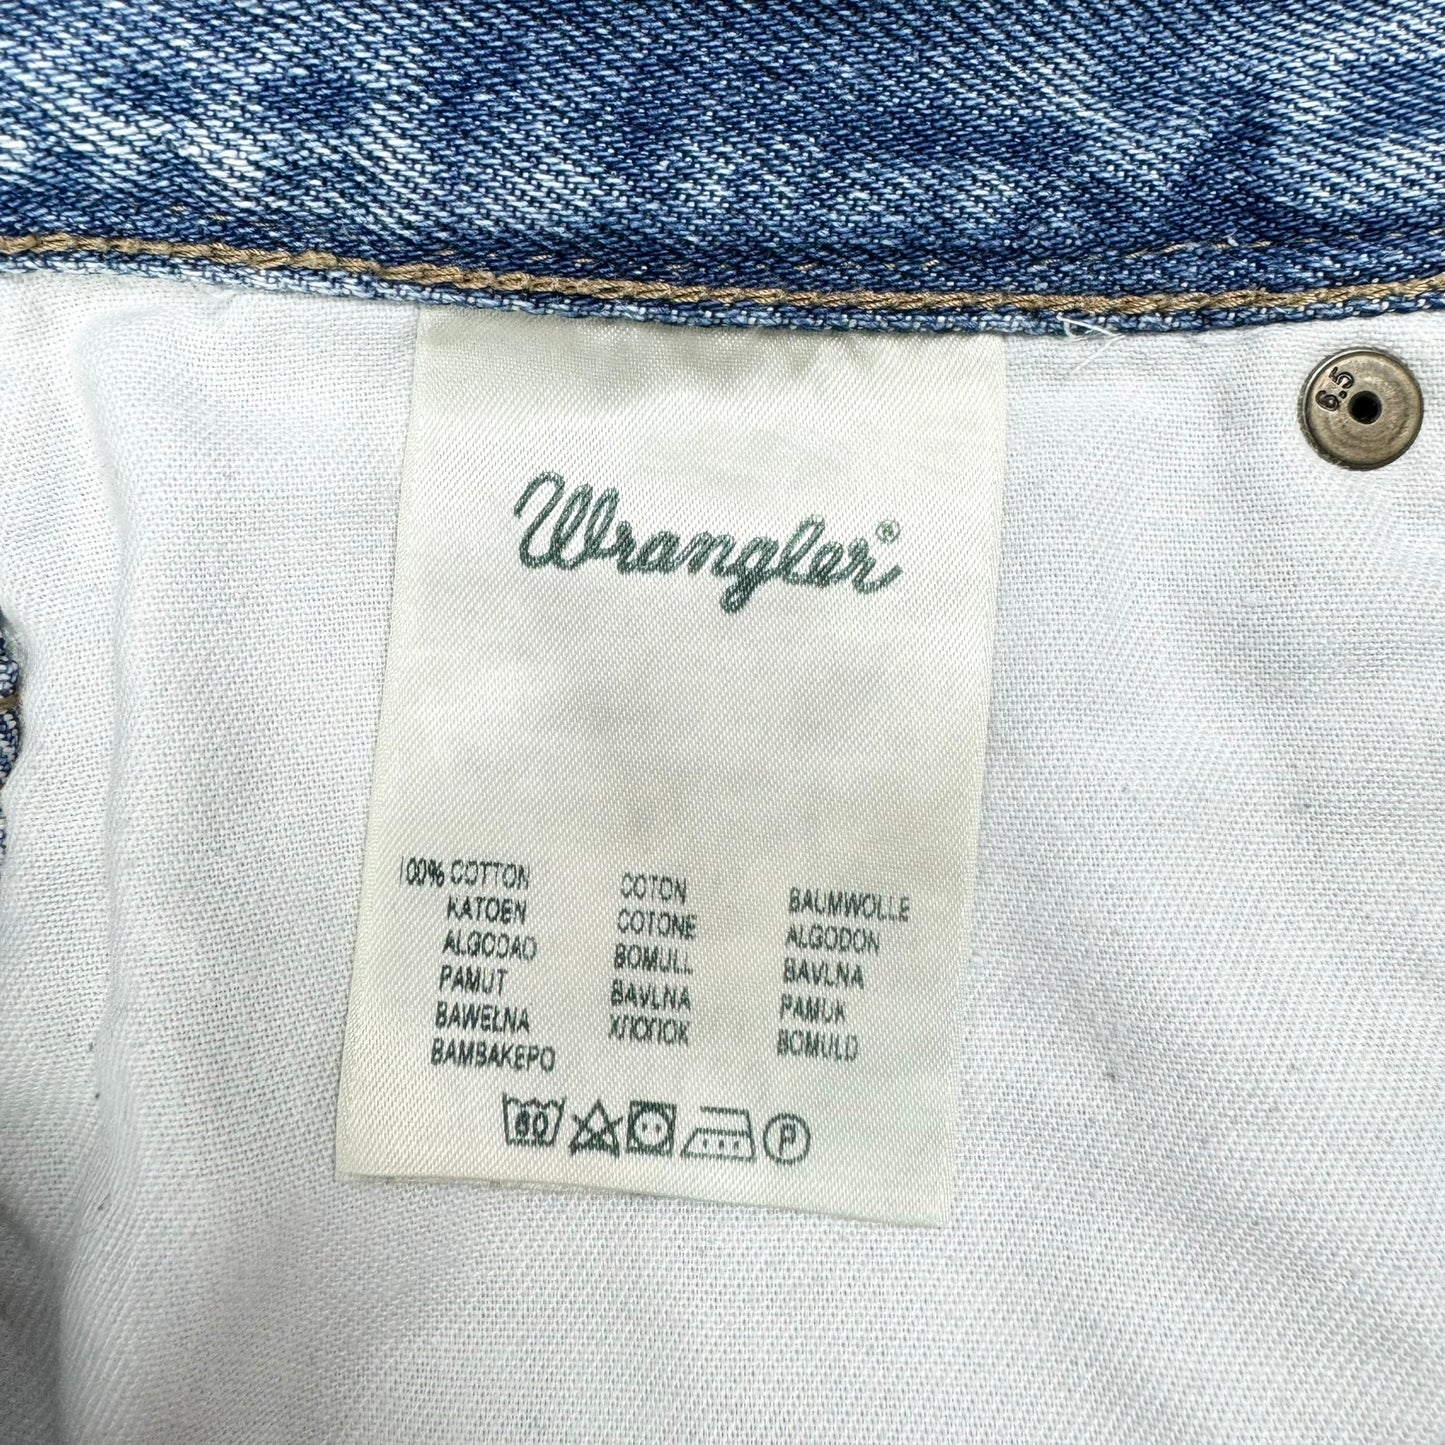 Wrangler®
6.5
100% COTTON COTON BAUMWOLLE
KATOEN COTONE ALGODON
ALGODAO BOMULL BAVLNA
PAMUT BAVLNA PAMUK
BAWEŁNA ХЛОПОК BOMULD
BAMBAKEPO
60 P